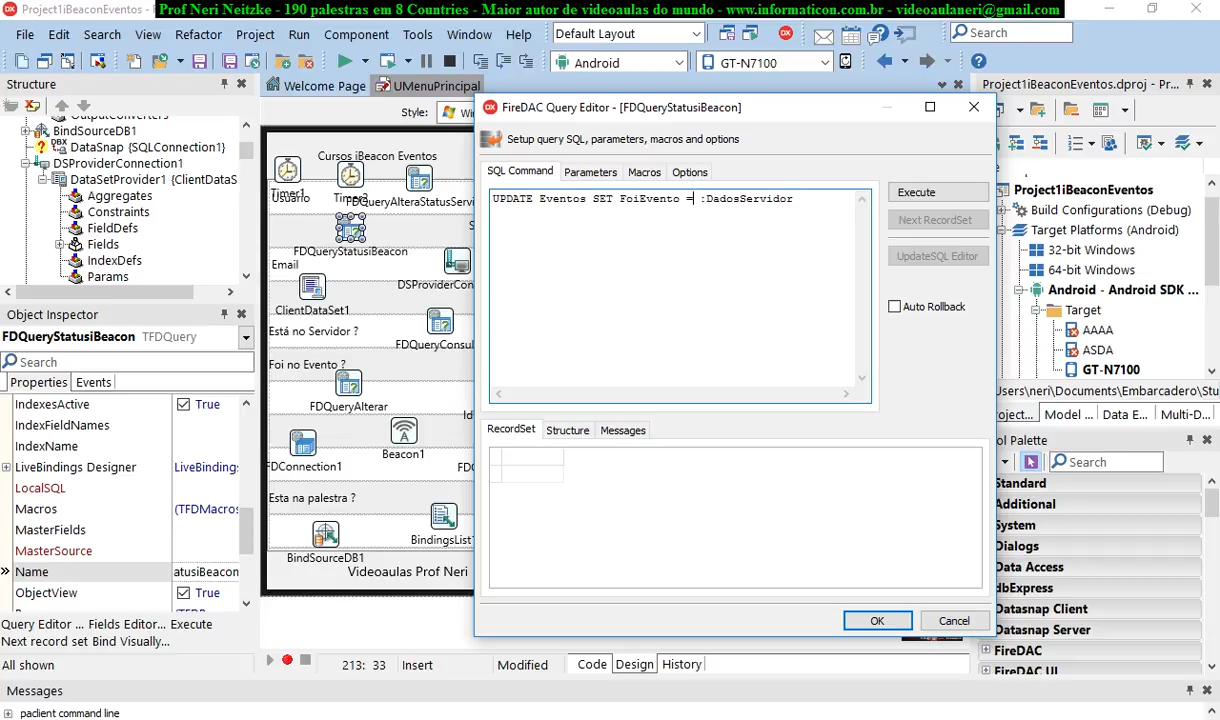 Project1iBeaconEventos -
Prof Neri Neitzke - 190 palestras em 8 Countries - Maior autor de videoaulas do mundo - www.informaticon.com.br - videoaulaneri@gmail.com
File Edit Search View Refactor Project Run Component Tools Window Help
Default Layout
Search
Android
GT-N7100
Structure
Welcome Page
UMenuPrincipal
Project1iBeaconEventos.dproj - Pr...
BindSourceDB1
DataSnap (SQLConnection1)
DSProviderConnection1
DataSetProvider1 {ClientDataS
Aggregates
Constraints
FieldDefs
Fields
IndexDefs
Params
Style:
Cursos iBeacon Eventos
Timer1
Usuario
FDQueryAlteraStatusServi
FDQueryStatusiBeacon
Email
DSProviderCon
ClientDataSet1
Está no Servidor ?
FDQueryConsul
Foi no Evento ?
FDQueryAlterar
Beacon1
FDConnection1
Esta na palestra ?
BindingsList1
BindSourceDB1
Videoaulas Prof Neri
FireDAC Query Editor - [FDQueryStatusiBeacon]
Setup query SQL, parameters, macros and options
SQL Command Parameters Macros Options
UPDATE Eventos SET FoiEvento = :DadosServidor
Execute
Next RecordSet
UpdateSQL Editor
Auto Rollback
RecordSet Structure Messages
OK Cancel
Project1iBeaconEventos
Build Configurations (Debug)
Target Platforms (Android)
32-bit Windows
64-bit Windows
Android - Android SDK ...
Target
AAAA
ASDA
GT-N7100
sers\neri\Documents\Embarcadero\Stu
roject... Model ... Data E... Multi-D...
ool Palette
Search
Standard
Additional
System
Dialogs
Data Access
dbExpress
Datasnap Client
Datasnap Server
FireDAC
FireDAC UI
Object Inspector
FDQueryStatusiBeacon TFDQuery
Search
Properties Events
IndexesActive True
IndexFieldNames
IndexName
LiveBindings Designer LiveBindings
LocalSQL
Macros (TFDMacros
MasterFields
MasterSource
Name atusiBeacon
ObjectView True
Query Editor ... Fields Editor... Execute
Next record set Bind Visually...
All shown
213: 33 Insert Modified Code Design History
Messages
paclient command line